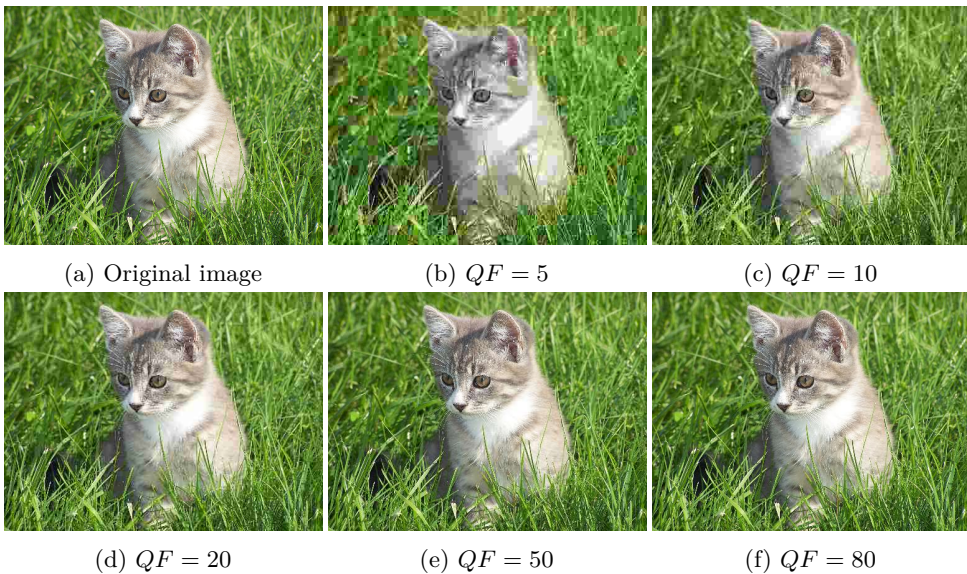 (a) Original image
(b) QF = 5
(c) QF = 10
(d) QF = 20
(e) QF = 50
(f) QF = 80